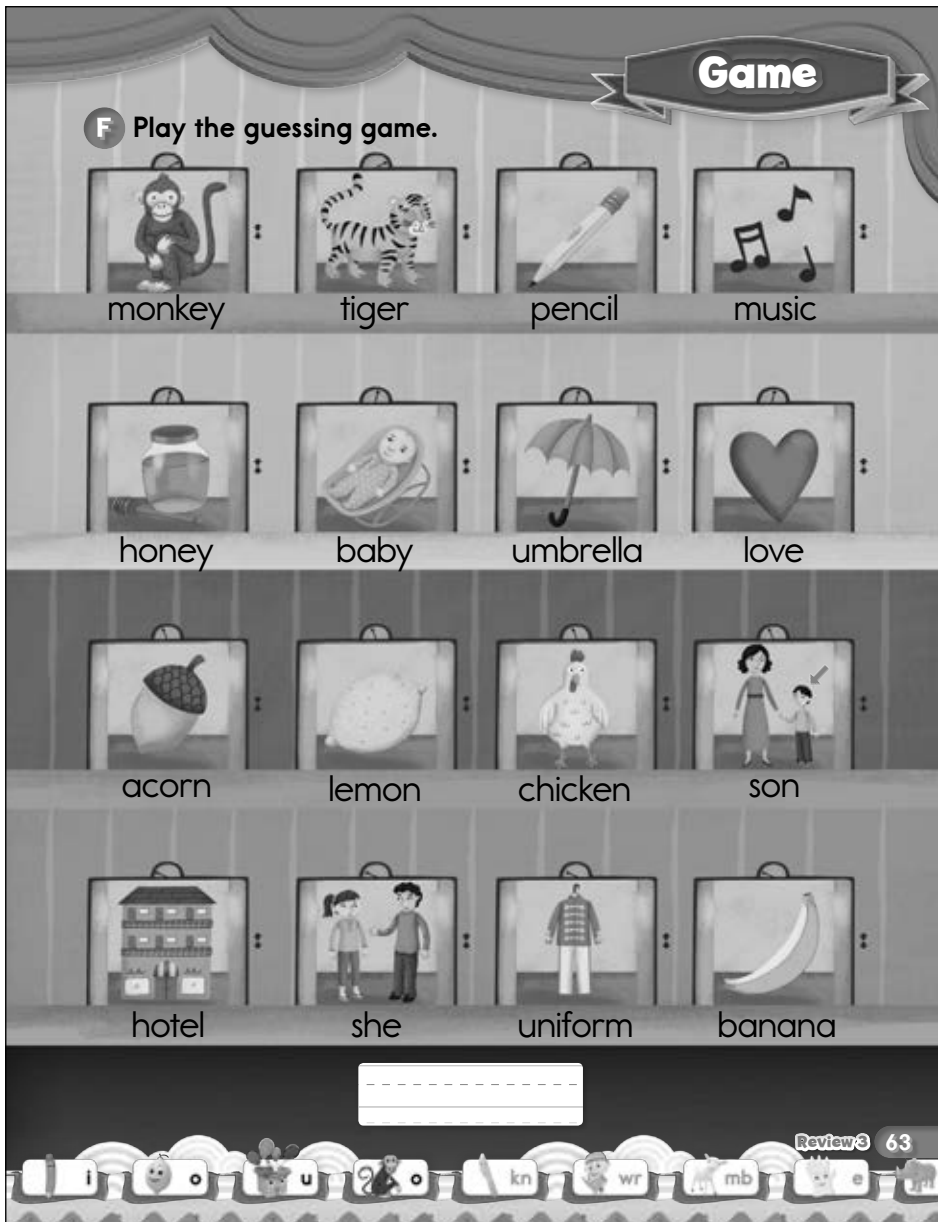 Game
F Play the guessing game.
monkey tiger pencil music
honey baby umbrella love
acorn lemon chicken son
hotel she uniform banana
Review 3 63
i o u o kn wr mb e